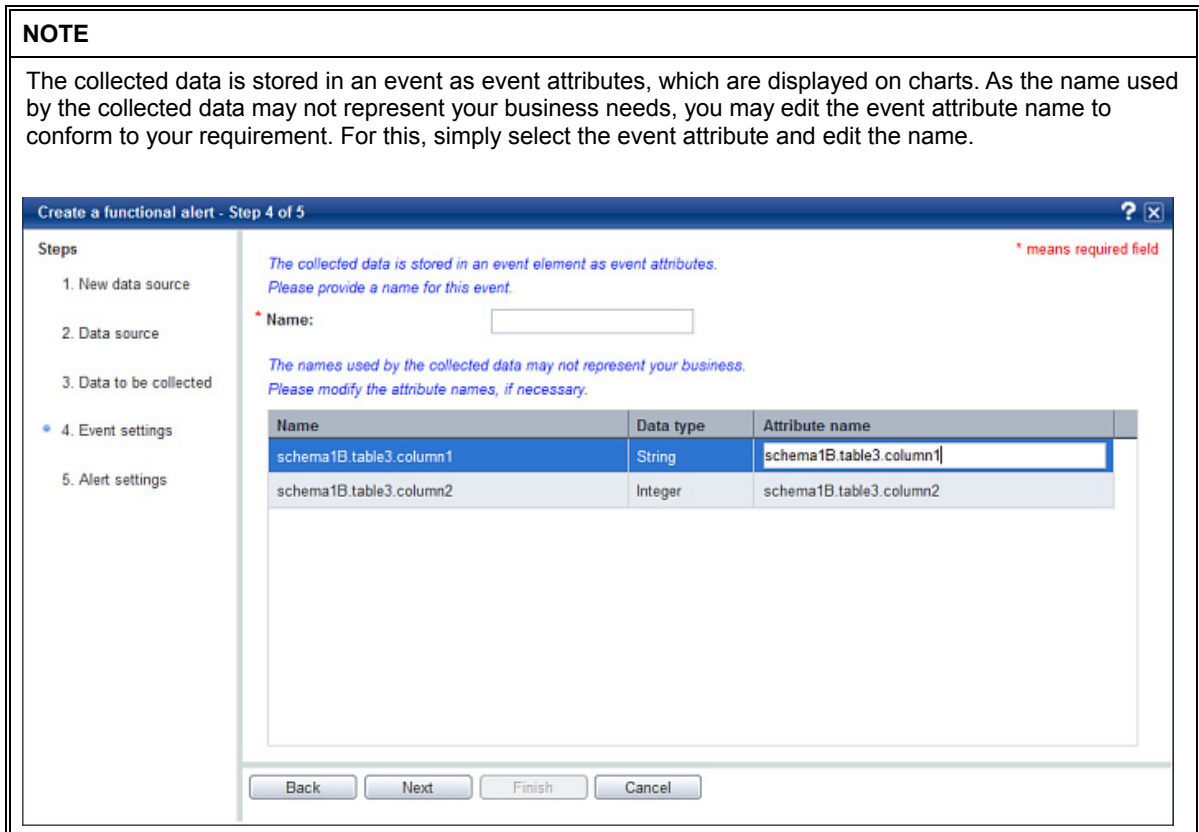 NOTE
The collected data is stored in an event as event attributes, which are displayed on charts. As the name used
by the collected data may not represent your business needs, you may edit the event attribute name to
conform to your requirement. For this, simply select the event attribute and edit the name.
Create a functional alert - Step 4 of 5
?
Steps
1. New data source
2. Data source
3. Data to be collected
4. Event settings
5. Alert settings
* means required field
The collected data is stored in an event element as event attributes.
Please provide a name for this event.
* Name:
The names used by the collected data may not represent your business.
Please modify the attribute names, if necessary.
Name Data type Attribute name
schema1B.table3.column1 String schema1B.table3.column1
schema1B.table3.column2 Integer schema1B.table3.column2
Back Next Finish Cancel